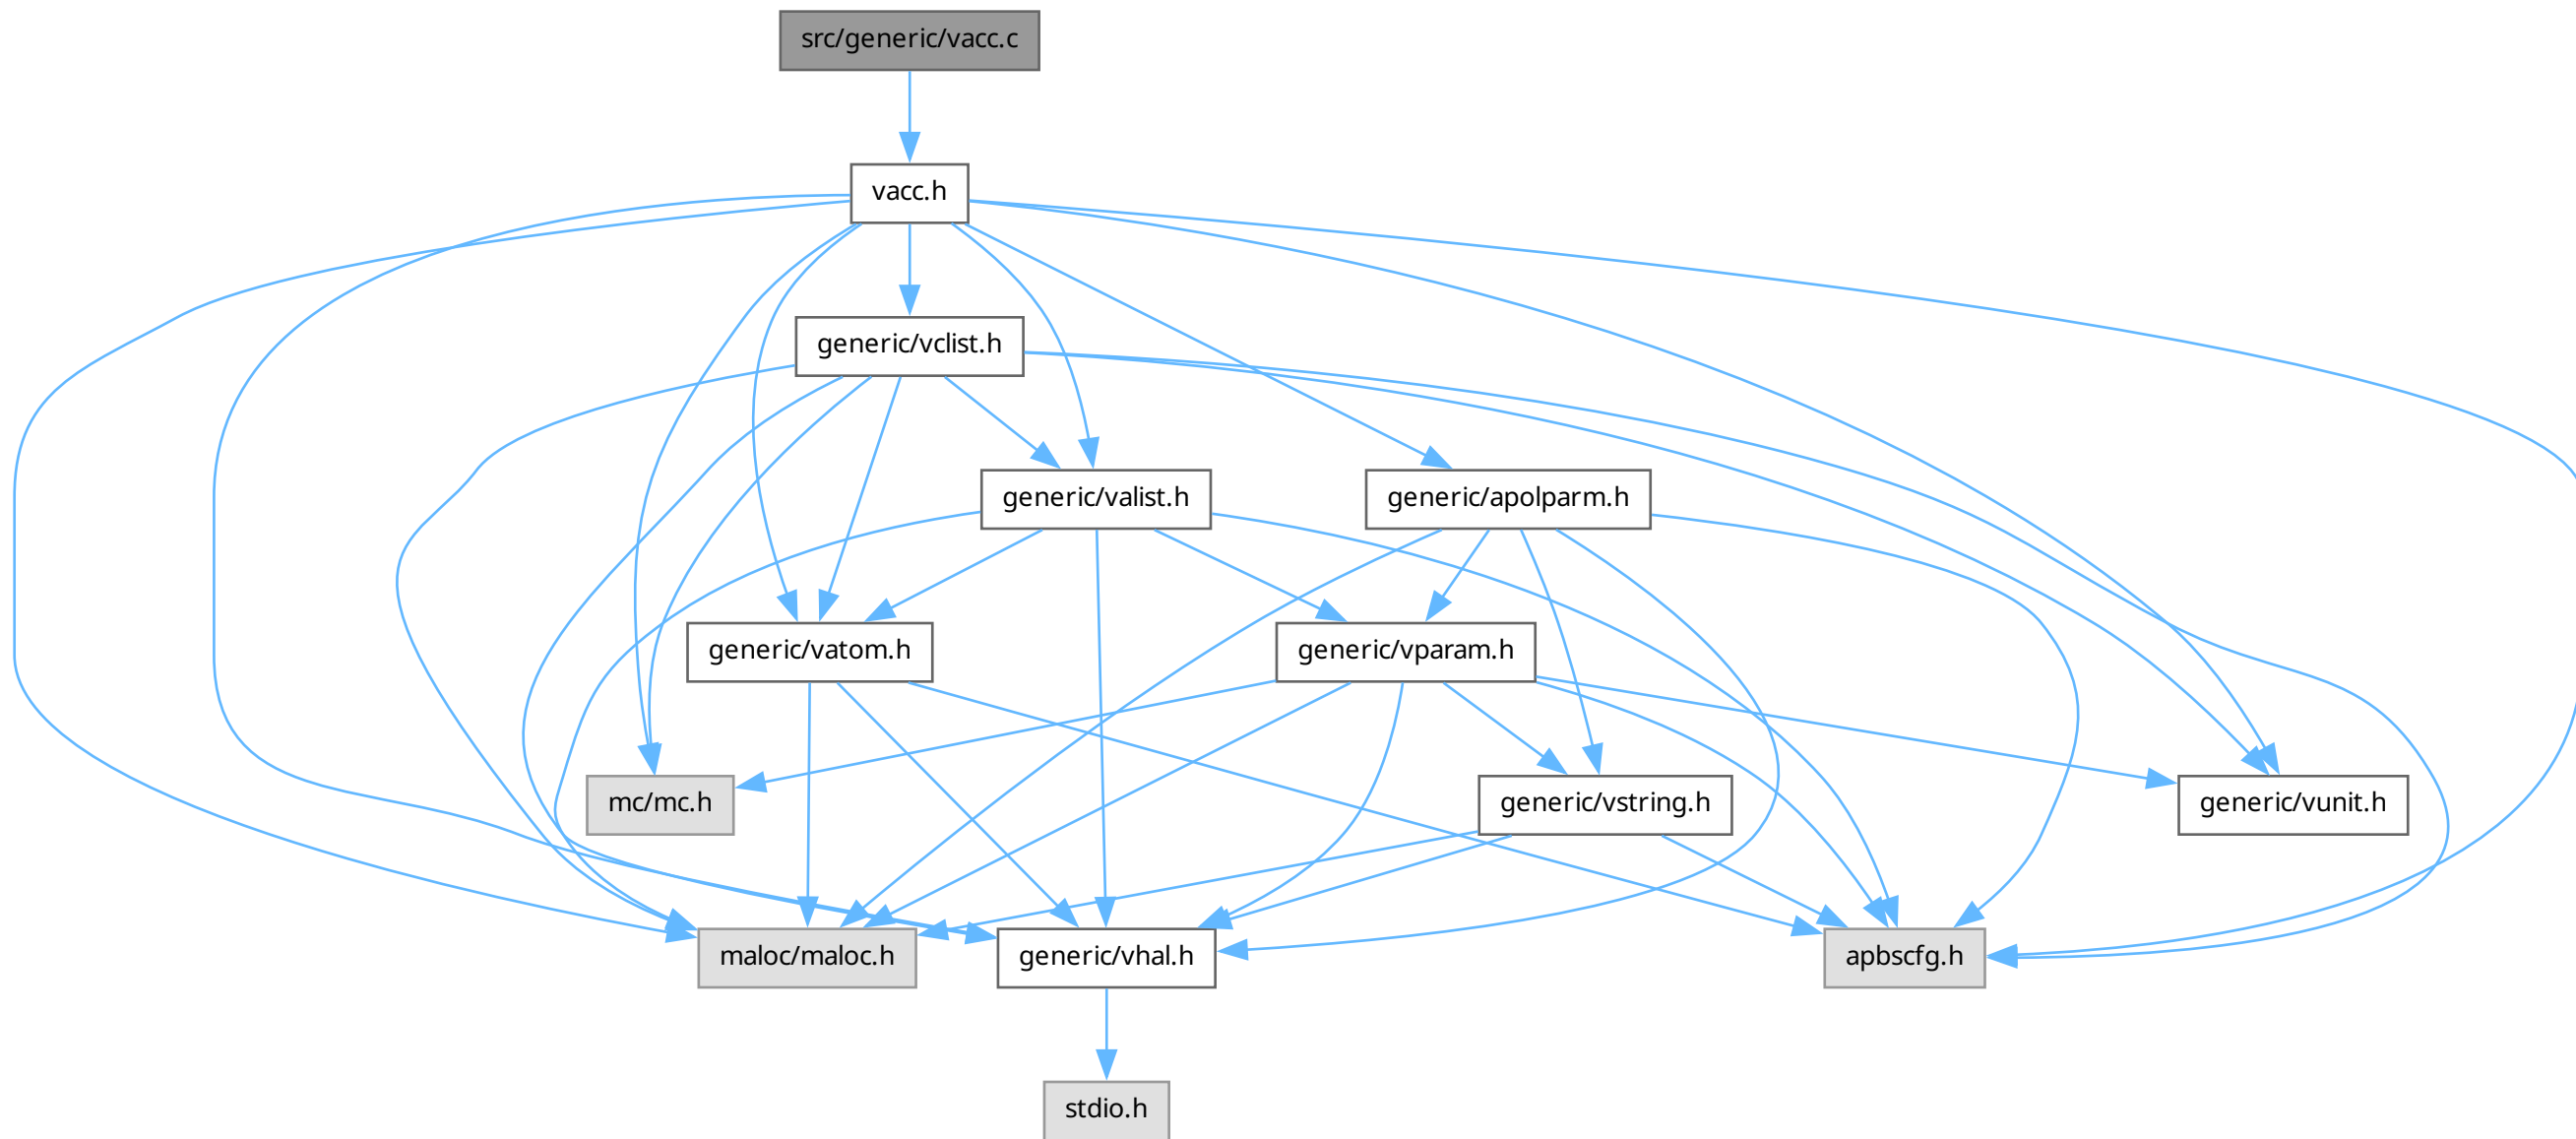 src/generic/vacc.c
vacc.h
generic/vclist.h
generic/valist.h
generic/apolparm.h
generic/vatom.h
generic/vparam.h
mc/mc.h
generic/vstring.h
generic/vunit.h
maloc/maloc.h
generic/vhal.h
apbscfg.h
stdio.h